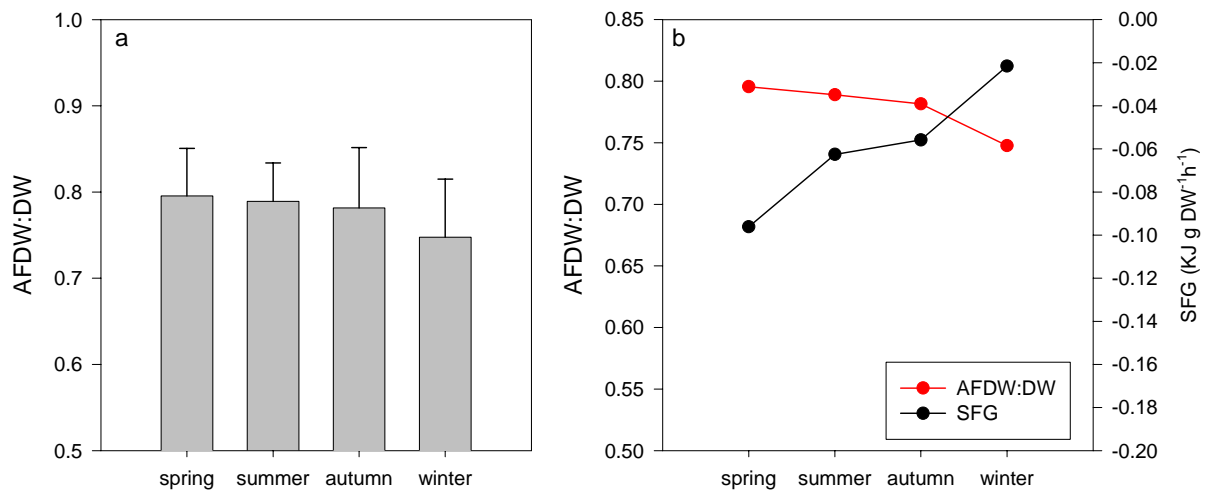 a
1.0
0.9
0.8
0.7
0.6
0.5
AFDW:DW
spring summer autumn winter
b
0.85
0.80
0.75
0.70
0.65
0.60
0.55
0.50
AFDW:DW
0.00
-0.02
-0.04
-0.06
-0.08
-0.10
-0.12
-0.14
-0.16
-0.18
-0.20
SFG (KJ g DW⁻¹h⁻¹)
AFDW:DW
SFG
spring summer autumn winter